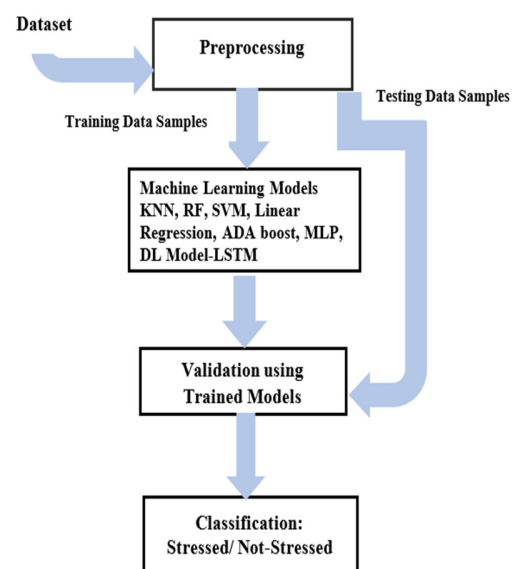 Dataset
Preprocessing
Testing Data Samples
Training Data Samples
Machine Learning Models
KNN, RF, SVM, Linear
Regression, ADA boost, MLP,
DL Model-LSTM
Validation using
Trained Models
Classification:
Stressed/ Not-Stressed